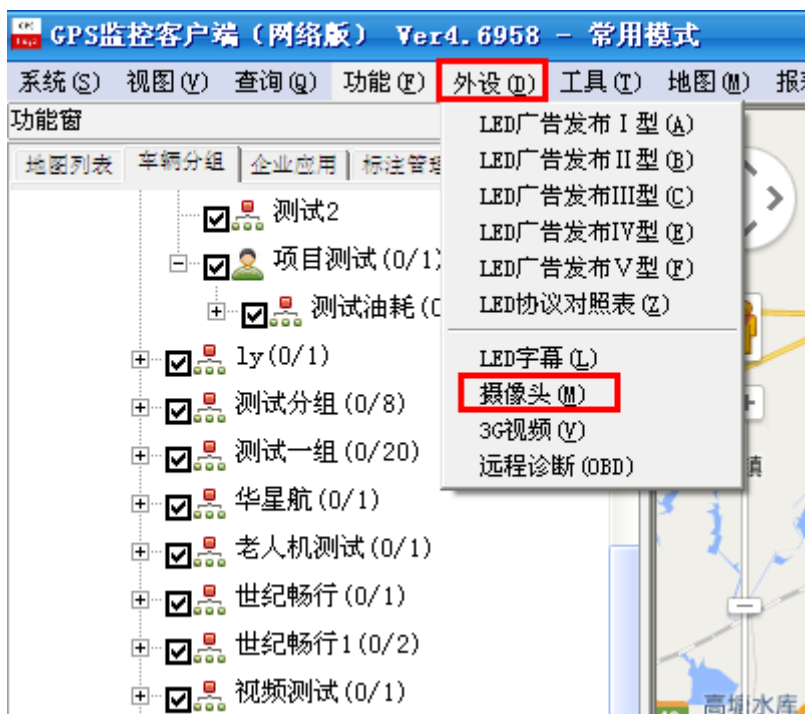 GPS监控客户端（网络版） Ver4.6958 - 常用模式
系统(S) 视图(V) 查询(Q) 功能(F) 外设(D) 工具(T) 地图(M)
功能窗
地图列表 车辆分组 企业应用 标注管
LED广告发布Ⅰ型(A)
LED广告发布Ⅱ型(B)
LED广告发布III型(C)
LED广告发布IV型(E)
LED广告发布Ⅴ型(F)
LED协议对照表(Z)
LED字幕(L)
摄像头(M)
3G视频(V)
远程诊断(OBD)
测试2
项目测试(0/1)
测试油耗(0
ly(0/1)
测试分组(0/8)
测试一组(0/20)
华星航(0/1)
老人机测试(0/1)
世纪畅行(0/1)
世纪畅行1(0/2)
视频测试(0/1)
镇
高塘水库